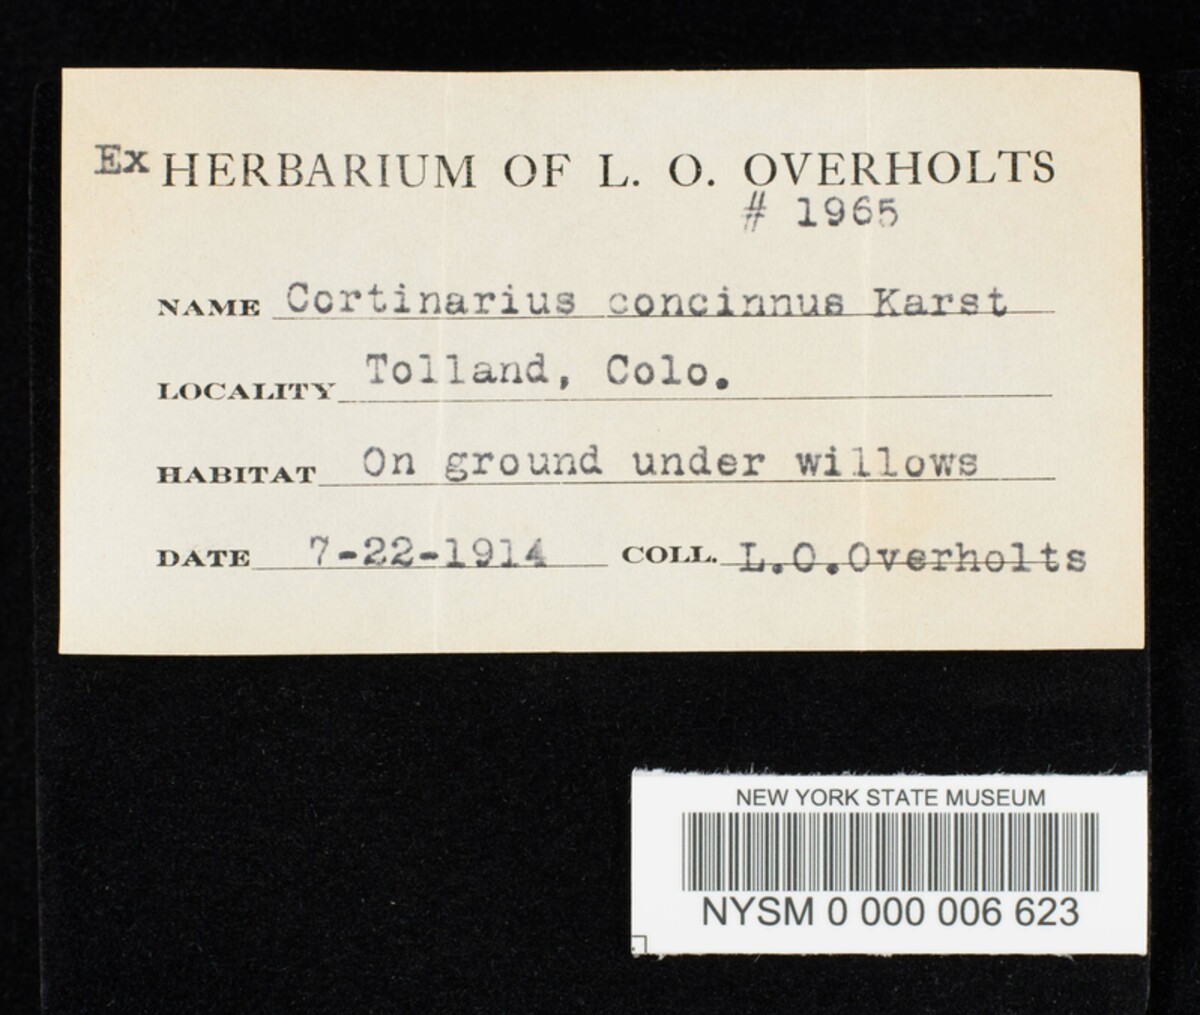 Ex HERBARIUM OF L. O. OVERHOLTS
# 1965
NAME Cortinarius concinnus Karst
LOCALITY Tolland, Colo.
HABITAT On ground under willows
DATE 7-22-1914 COLL. L.O.Overholts
NEW YORK STATE MUSEUM
NYSM 0 000 006 623